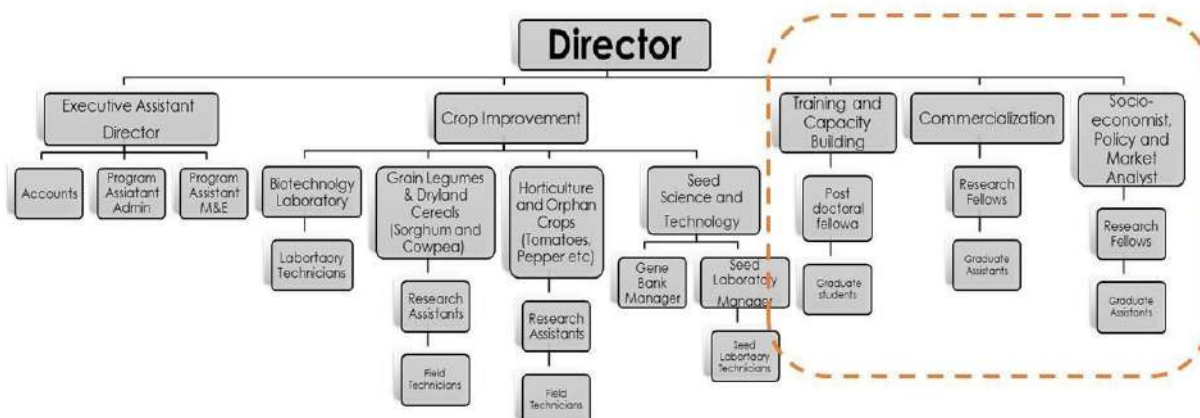 Director
Executive Assistant
Director
Accounts
Program
Assiatant
Admin
Program
Assistant
M&E
Crop Improvement
Biotechnolgy
Laboratory
Labortaory
Technicians
Grain Legumes
& Dryland
Cereals
(Sorghum and
Cowpea)
Research
Assistants
Field
Technicians
Horticulture
and Orphan
Crops
(Tomatoes,
Pepper etc)
Research
Assistants
Field
Technicians
Seed
Science and
Technology
Gene
Bank
Manager
Seed
Laboratory
Manager
Seed
Labortaory
Technicians
Training and
Capacity
Building
Post
doctoral
fellowa
Graduate
students
Commercialization
Research
Fellows
Graduate
Assistants
Socio-
economist,
Policy and
Market
Analyst
Research
Fellows
Graduate
Assistants